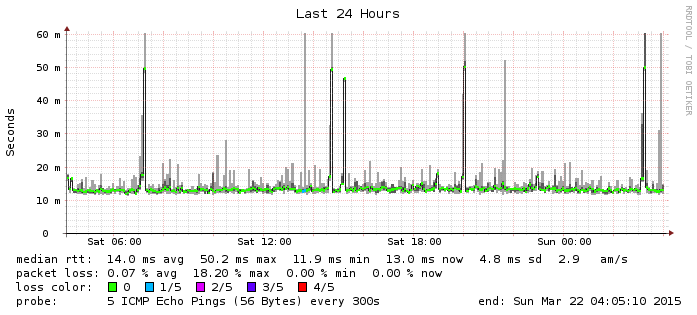 Last 24 Hours
RRDTOOL / TOBI OETIKER
Seconds
60 m
50 m
40 m
30 m
20 m
10 m
0
Sat 06:00 Sat 12:00 Sat 18:00 Sun 00:00
median rtt: 14.0 ms avg 50.2 ms max 11.9 ms min 13.0 ms now 4.8 ms sd 2.9 am/s
packet loss: 0.07 % avg 18.20 % max 0.00 % min 0.00 % now
loss color: 0 1/5 2/5 3/5 4/5
probe: 5 ICMP Echo Pings (56 Bytes) every 300s end: Sun Mar 22 04:05:10 2015